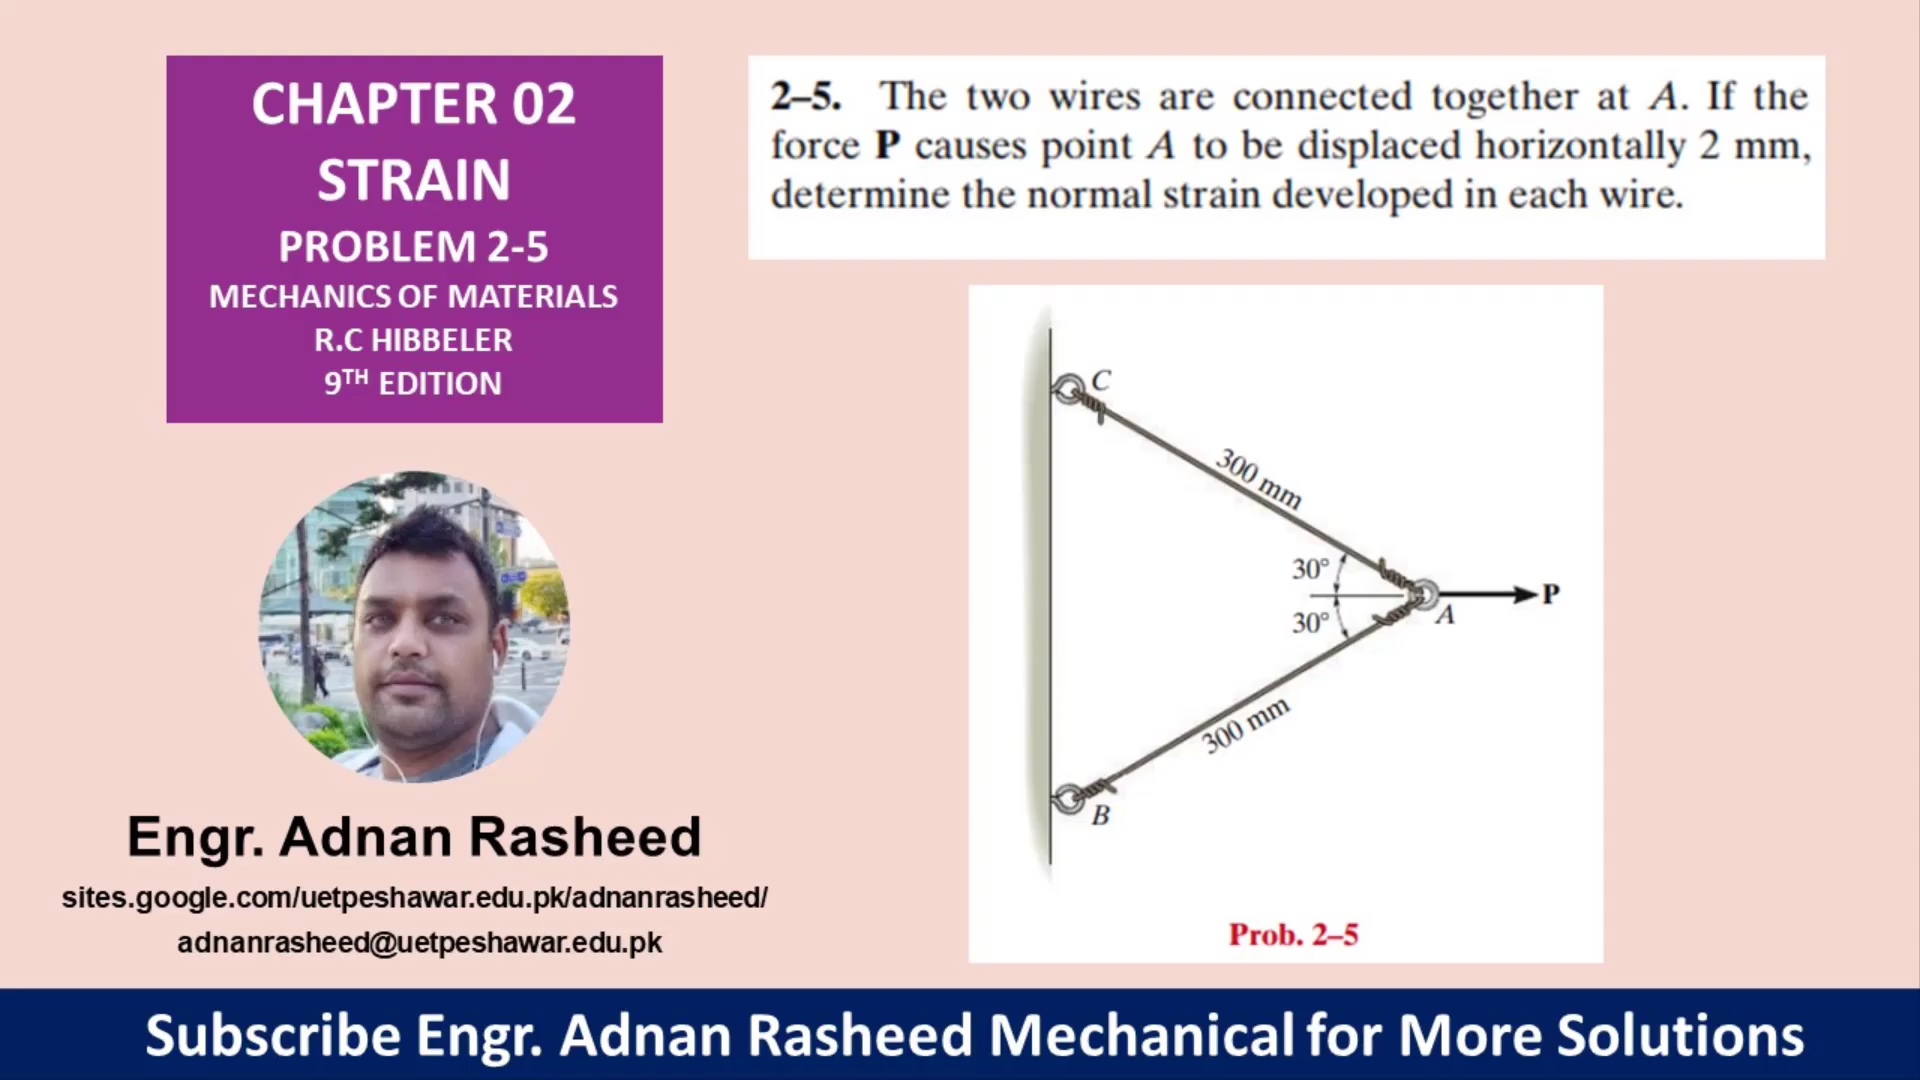 CHAPTER 02
STRAIN
PROBLEM 2-5
MECHANICS OF MATERIALS
R.C HIBBELER
9TH EDITION
Engr. Adnan Rasheed
sites.google.com/uetpeshawar.edu.pk/adnanrasheed/
adnanrasheed@uetpeshawar.edu.pk
2–5. The two wires are connected together at A. If the
force P causes point A to be displaced horizontally 2 mm,
determine the normal strain developed in each wire.
C
300 mm
30°
P
A
30°
300 mm
B
Prob. 2–5
Subscribe Engr. Adnan Rasheed Mechanical for More Solutions